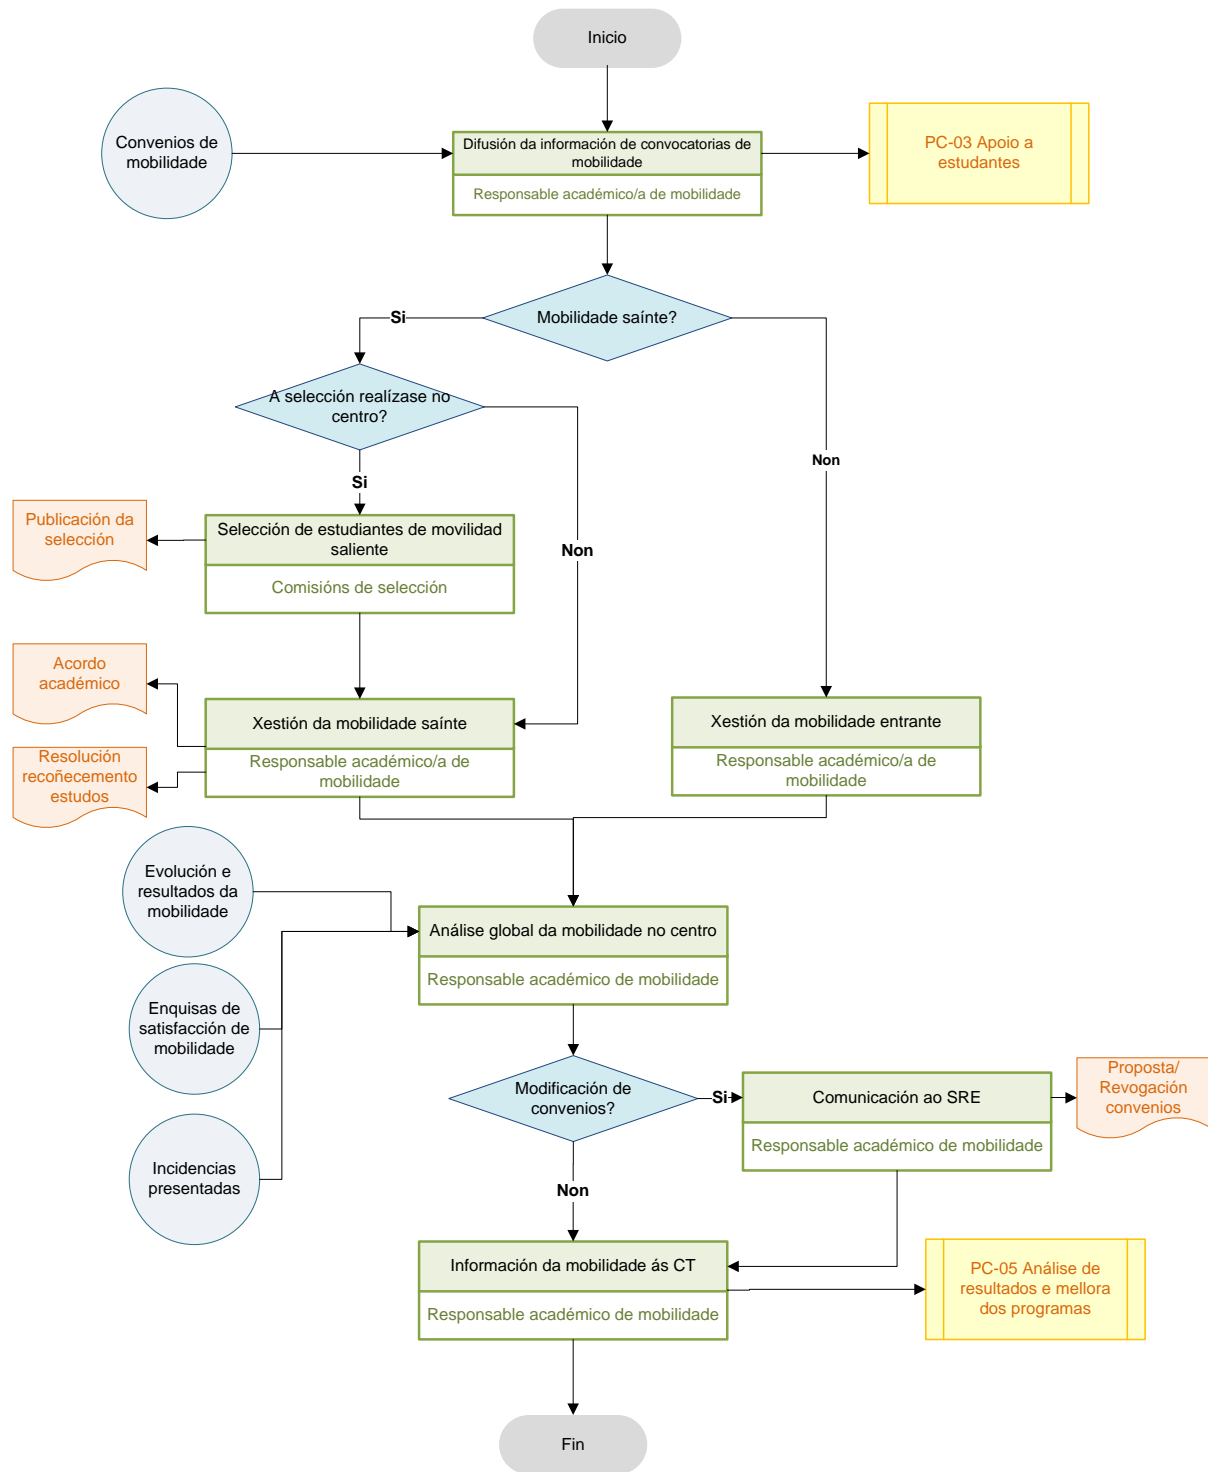 Inicio
Convenios de
mobilidade
Difusión da información de convocatorias de
mobilidade
Responsable académico/a de mobilidade
PC-03 Apoio a
estudantes
Mobilidade saínte?
Si
A selección realízase no
centro?
Non
Si
Publicación da
selección
Selección de estudiantes de movilidad
saliente
Non
Comisións de selección
Acordo
académico
Xestión da mobilidade saínte
Responsable académico/a de
mobilidade
Xestión da mobilidade entrante
Responsable académico/a de
mobilidade
Resolución
recoñecemento
estudos
Evolución e
resultados da
mobilidade
Análise global da mobilidade no centro
Responsable académico de mobilidade
Enquisas de
satisfacción de
mobilidade
Modificación de
convenios?
Si
Comunicación ao SRE
Responsable académico de mobilidade
Proposta/
Revogación
convenios
Incidencias
presentadas
Non
Información da mobilidade ás CT
Responsable académico de mobilidade
PC-05 Análise de
resultados e mellora
dos programas
Fin